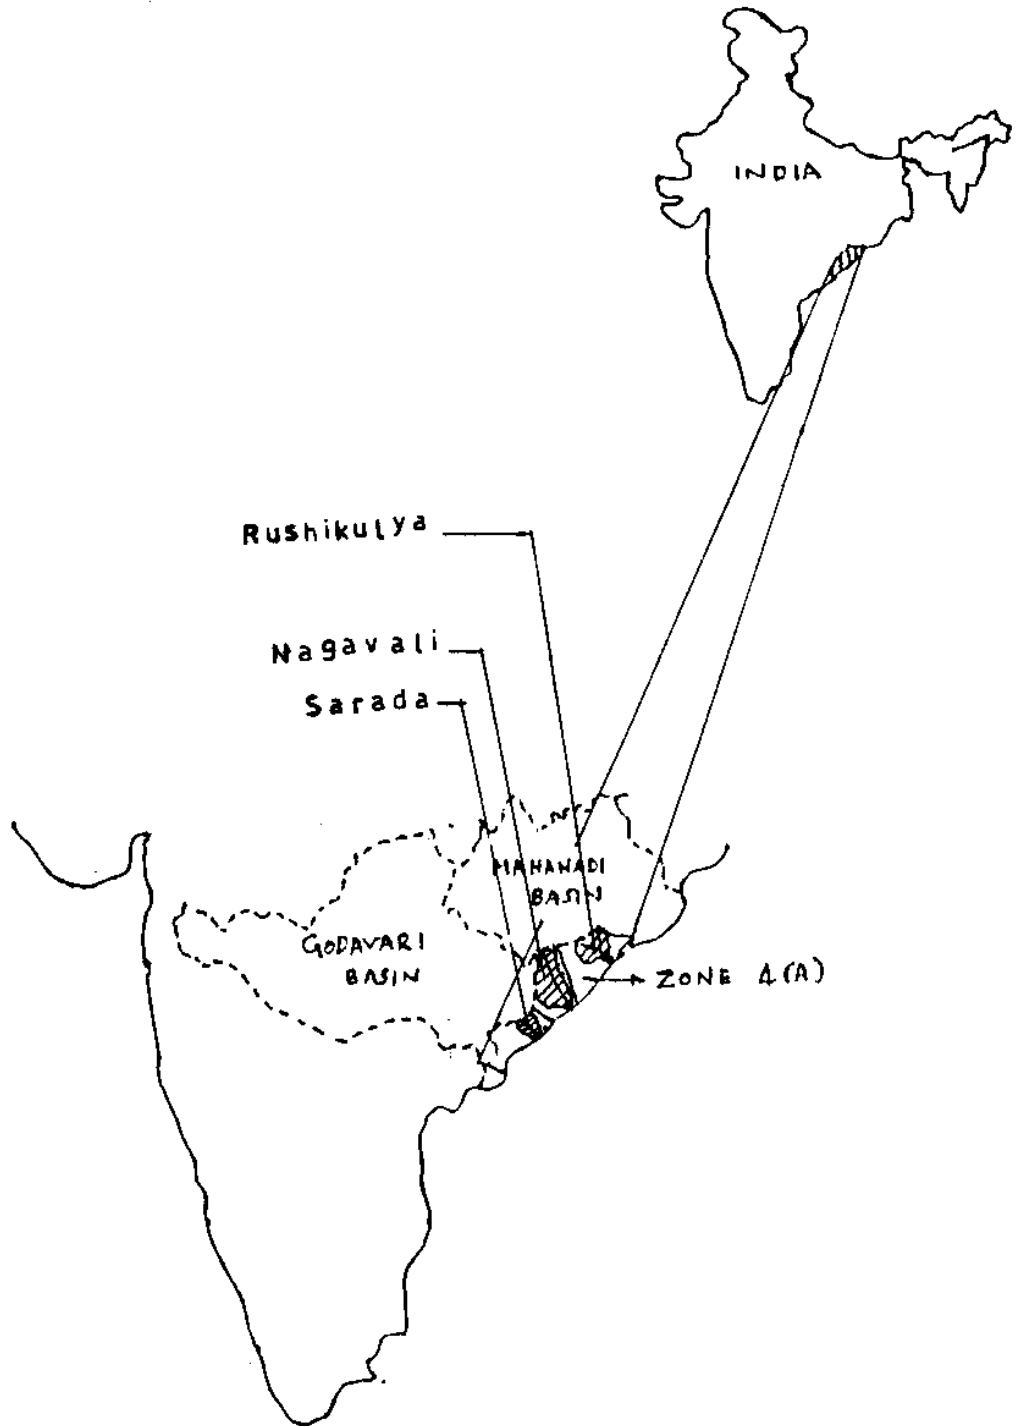 INDIA
Rushikulya
Nagavali
Sarada
MAHANADI
BASIN
GODAVARI
BASIN
ZONE 4(A)